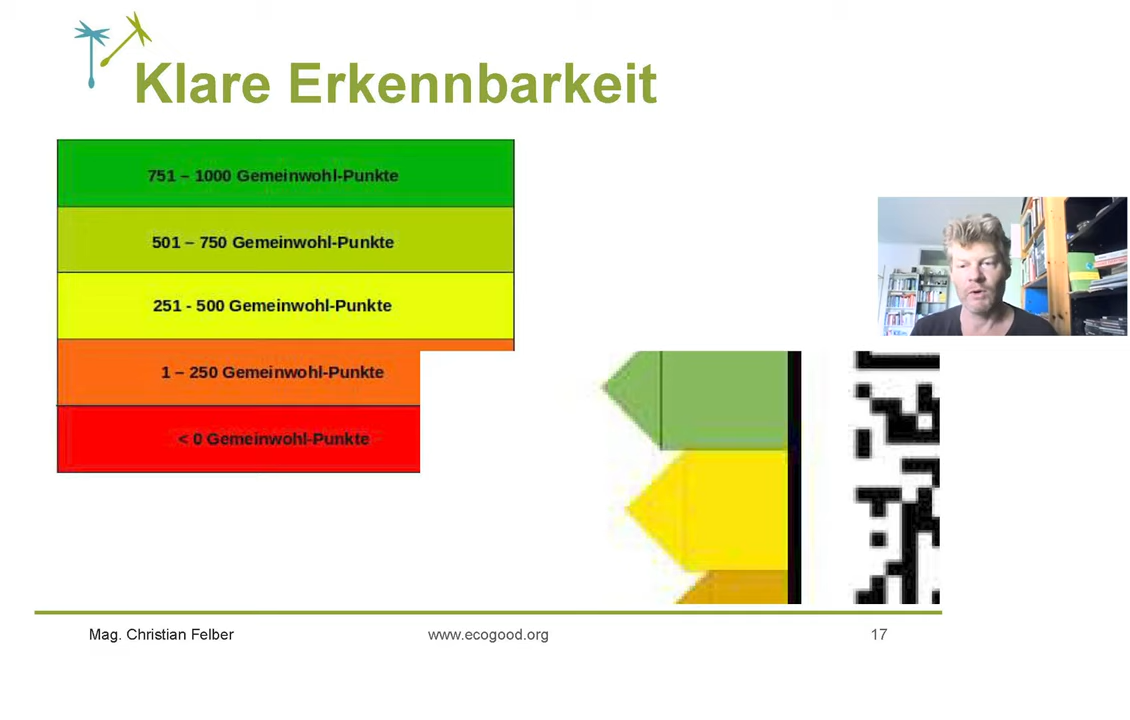 Klare Erkennbarkeit
751 – 1000 Gemeinwohl-Punkte
501 – 750 Gemeinwohl-Punkte
251 - 500 Gemeinwohl-Punkte
1 – 250 Gemeinwohl-Punkte
< 0 Gemeinwohl-Punkte
Mag. Christian Felber
www.ecogood.org
17